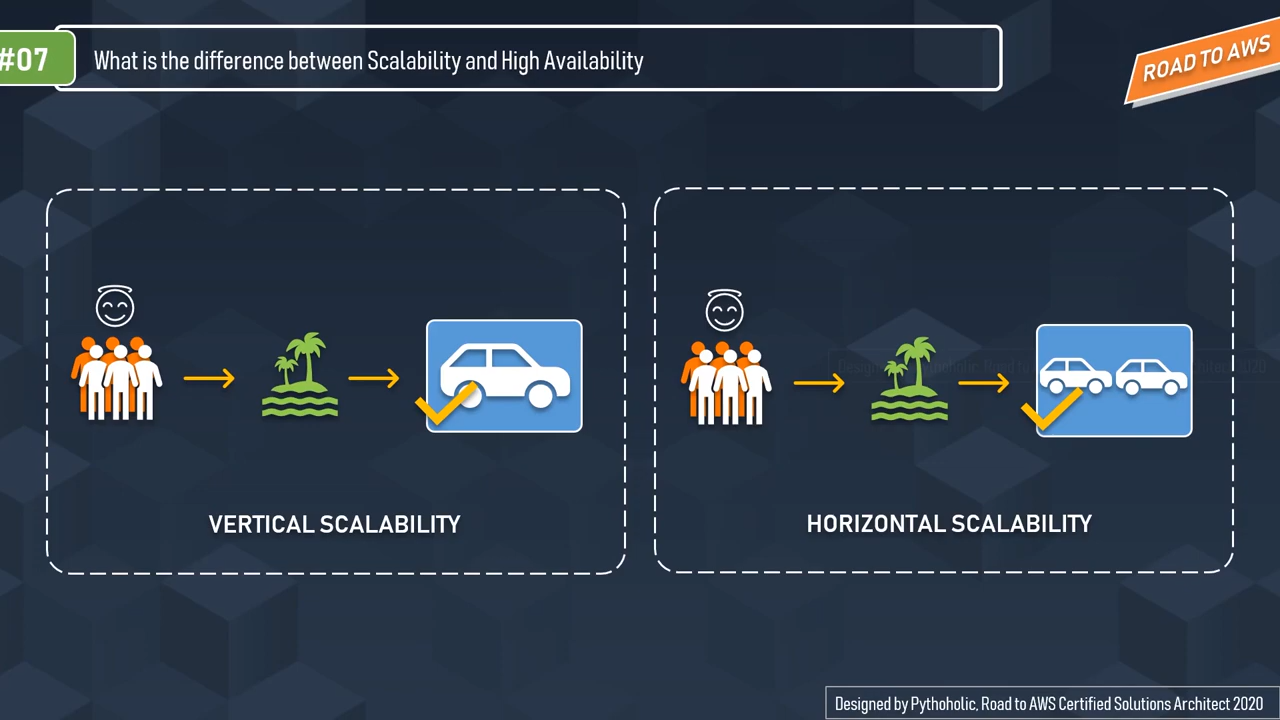 #07
What is the difference between Scalability and High Availability
ROAD TO AWS
VERTICAL SCALABILITY
HORIZONTAL SCALABILITY
Designed by Pythoholic, Road to AWS Certified Solutions Architect 2020